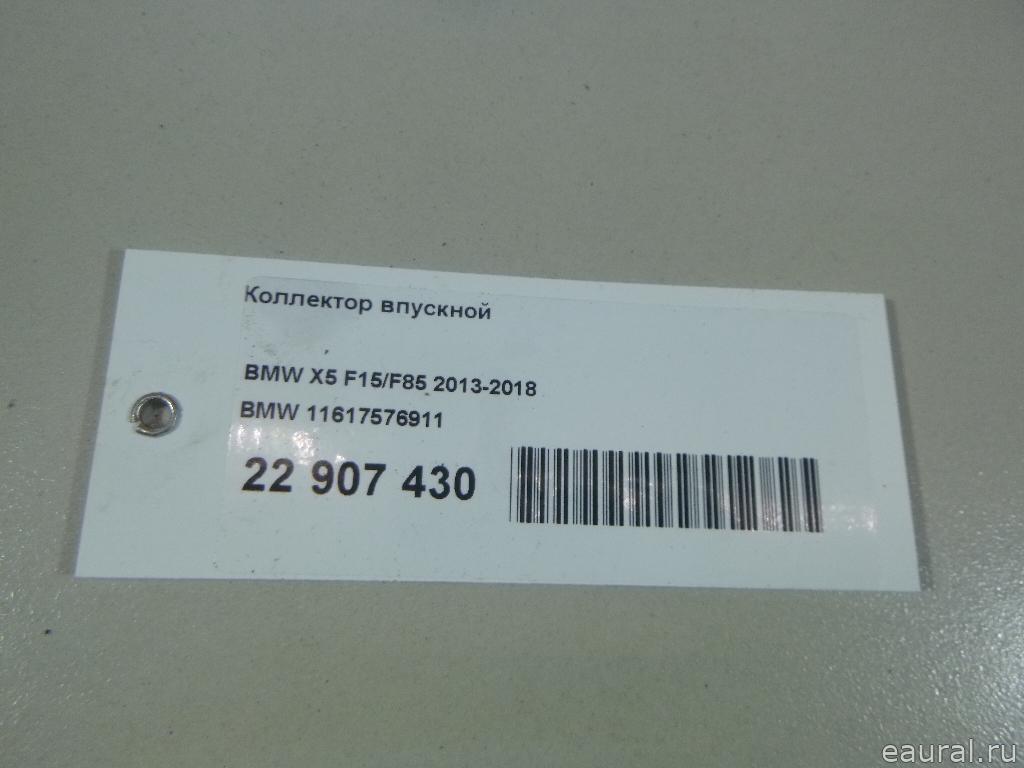 Коллектор впускной
BMW X5 F15/F85 2013-2018
BMW 11617576911
22 907 430
eaural.ru